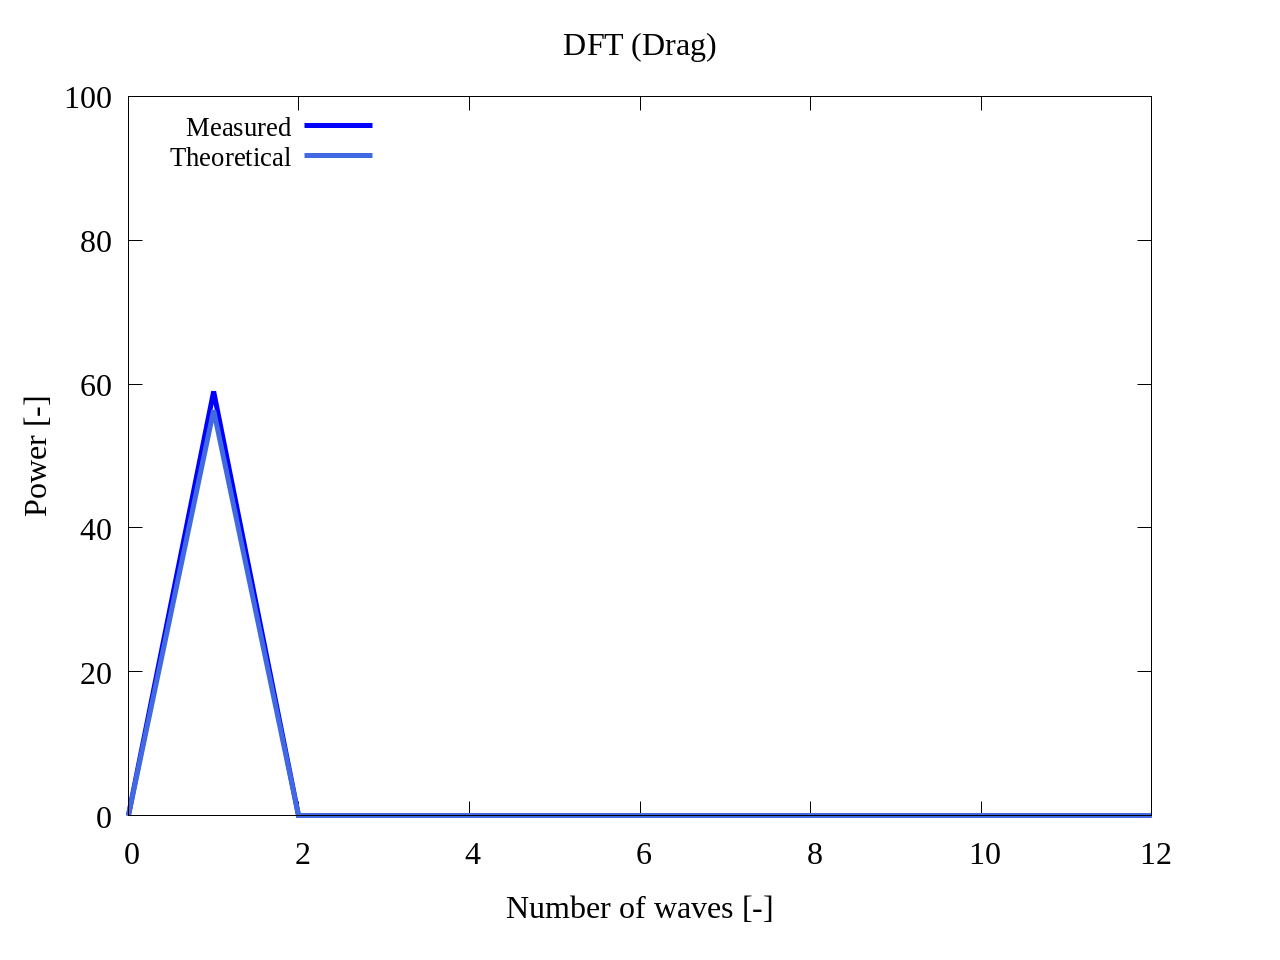 DFT (Drag)
100
80
60
40
20
0
Measured
Theoretical
Power [-]
0 2 4 6 8 10 12
Number of waves [-]